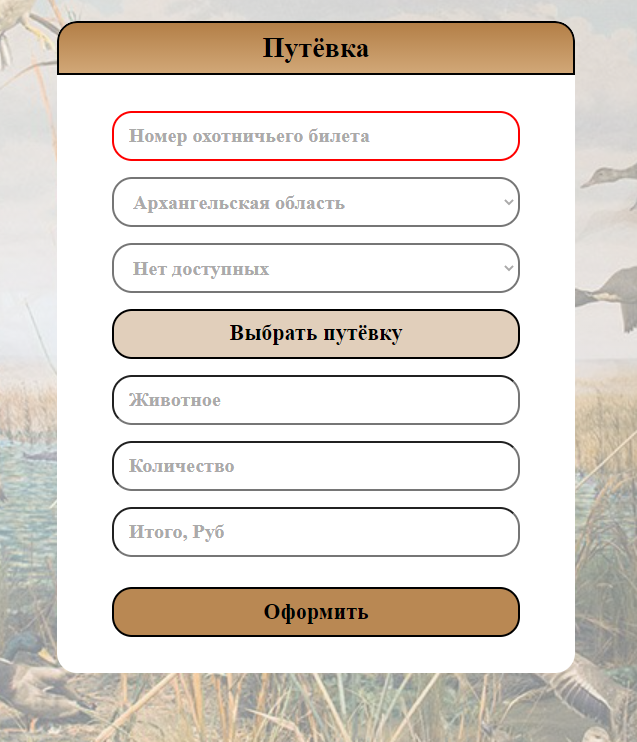 Путёвка
Номер охотничьего билета
Архангельская область
Нет доступных
Выбрать путёвку
Животное
Количество
Итого, Руб
Оформить